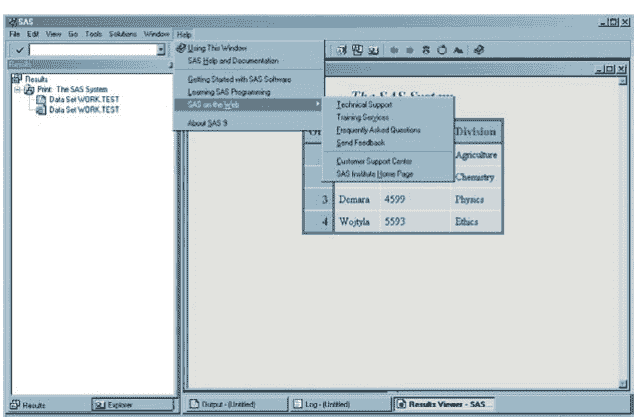 SAS
File Edit View Go Tools Solutions Window Help
Using This Window
SAS Help and Documentation
Getting Started with SAS Software
Learning SAS Programming
SAS on the Web
About SAS 9
Technical Support
Training Services
Frequently Asked Questions
Send Feedback
Customer Support Center
SAS Institute Home Page
Results
Print: The SAS System
Data Set WORK.TEST
Data Set WORK.TEST
The SAS System
Division
Agriculture
Chemistry
3 Demara 4599 Physics
4 Wojtyla 5593 Ethics
Results Explorer Output - (Untitled) Log - (Untitled) Results Viewer - SAS...